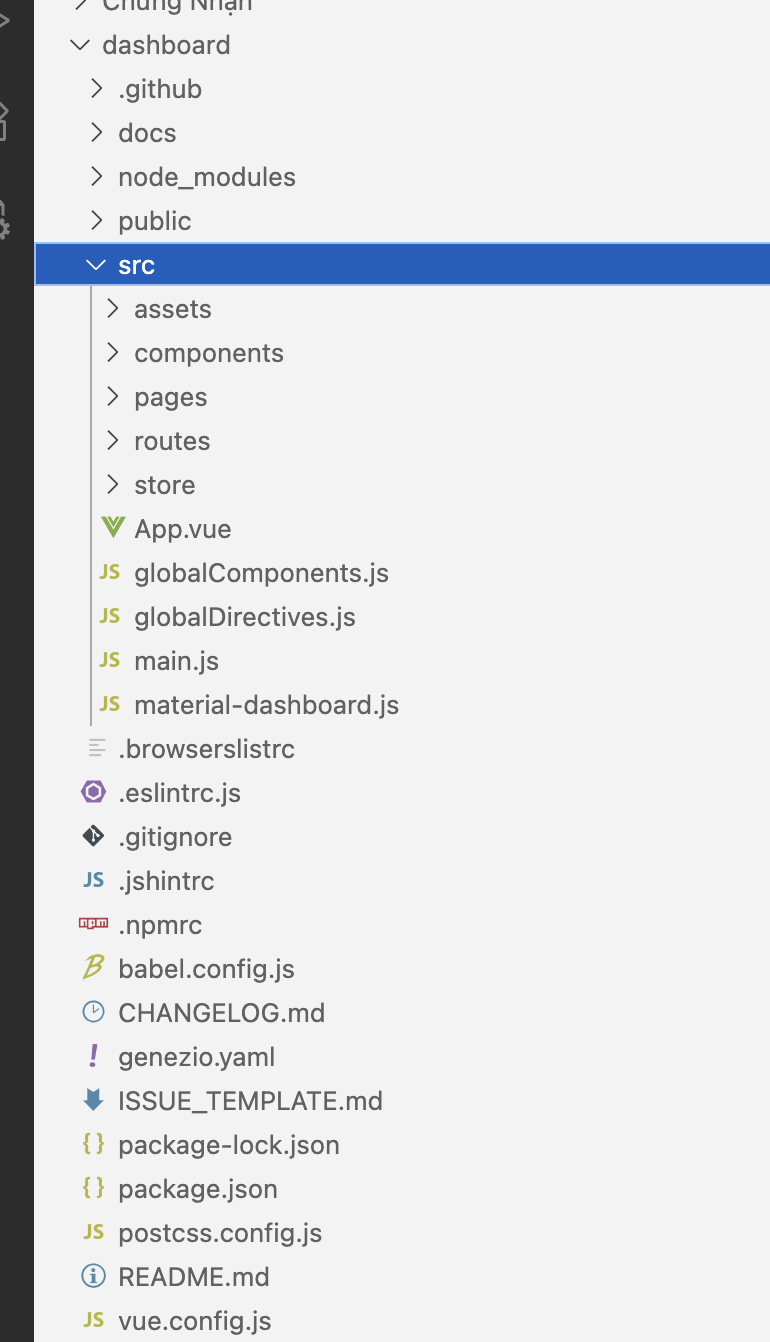 Chứng Nhận
dashboard
.github
docs
node_modules
public
src
assets
components
pages
routes
store
App.vue
JS globalComponents.js
JS globalDirectives.js
JS main.js
JS material-dashboard.js
.browserslistrc
.eslintrc.js
.gitignore
JS .jshintrc
npm .npmrc
B babel.config.js
CHANGELOG.md
! genezio.yaml
ISSUE_TEMPLATE.md
{} package-lock.json
{} package.json
JS postcss.config.js
i README.md
JS vue.config.js